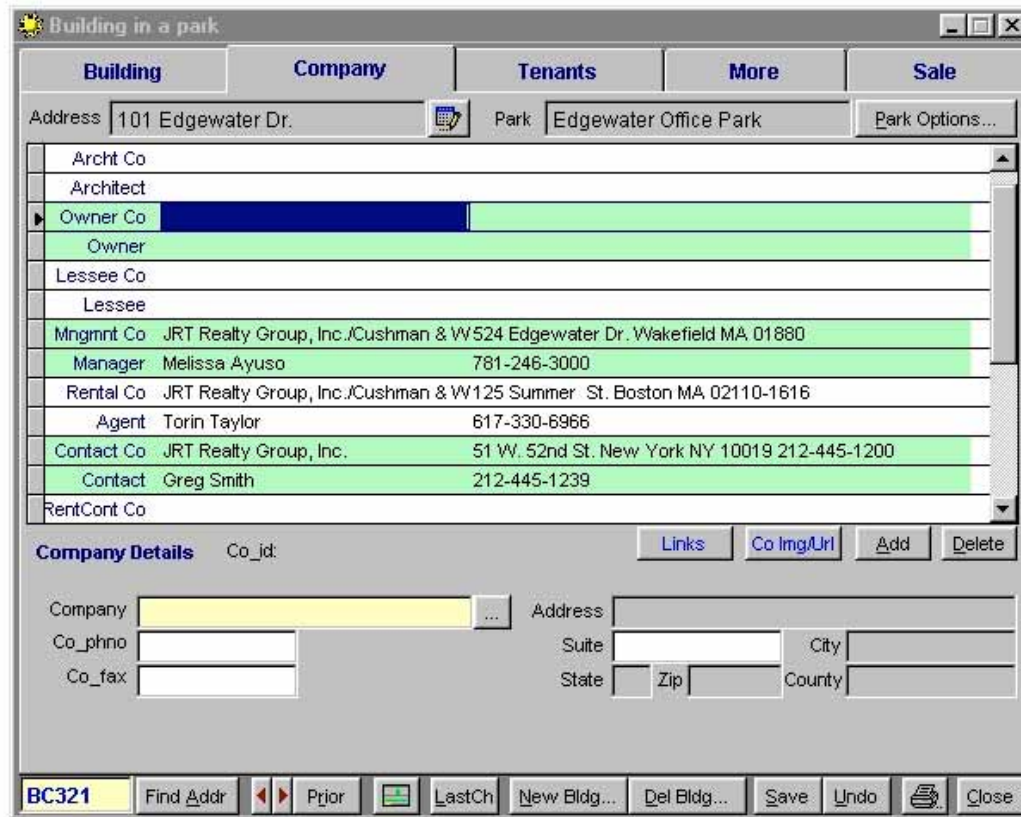 Building in a park
Building Company Tenants More Sale
Address 101 Edgewater Dr. Park Edgewater Office Park Park Options...
Archt Co
Architect
Owner Co
Owner
Lessee Co
Lessee
Mngmnt Co JRT Realty Group, Inc./Cushman & W 524 Edgewater Dr. Wakefield MA 01880
Manager Melissa Ayuso 781-246-3000
Rental Co JRT Realty Group, Inc./Cushman & W 125 Summer St. Boston MA 02110-1616
Agent Torin Taylor 617-330-6966
Contact Co JRT Realty Group, Inc. 51 W. 52nd St. New York NY 10019 212-445-1200
Contact Greg Smith 212-445-1239
RentCont Co
Company Details Co_id: Links Co Img/Url Add Delete
Company ... Address
Co_phno Suite City
Co_fax State Zip County
BC321 Find Addr Prior LastCh New Bldg... Del Bldg... Save Undo Close